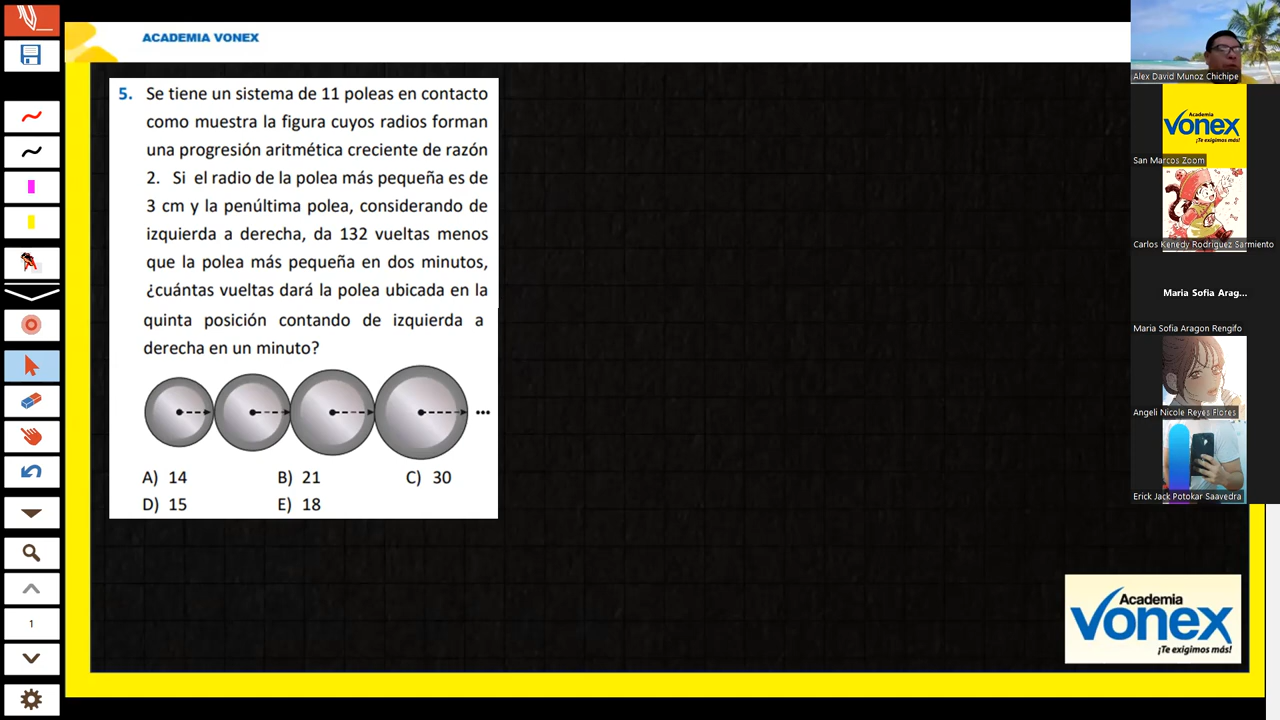 ACADEMIA VONEX
5. Se tiene un sistema de 11 poleas en contacto
como muestra la figura cuyos radios forman
una progresión aritmética creciente de razón
2. Si el radio de la polea más pequeña es de
3 cm y la penúltima polea, considerando de
izquierda a derecha, da 132 vueltas menos
que la polea más pequeña en dos minutos,
¿cuántas vueltas dará la polea ubicada en la
quinta posición contando de izquierda a
derecha en un minuto?
...
A) 14 B) 21 C) 30
D) 15 E) 18
1
Alex David Munoz Chichipe
Academia
Vonex
¡Te exigimos más!
San Marcos Zoom
Carlos Kenedy Rodriguez Sarmiento
Maria Sofia Arag...
Maria Sofia Aragon Rengifo
Angeli Nicole Reyes Flores
Erick Jack Potokar Saavedra
Academia
Vonex
¡Te exigimos más!